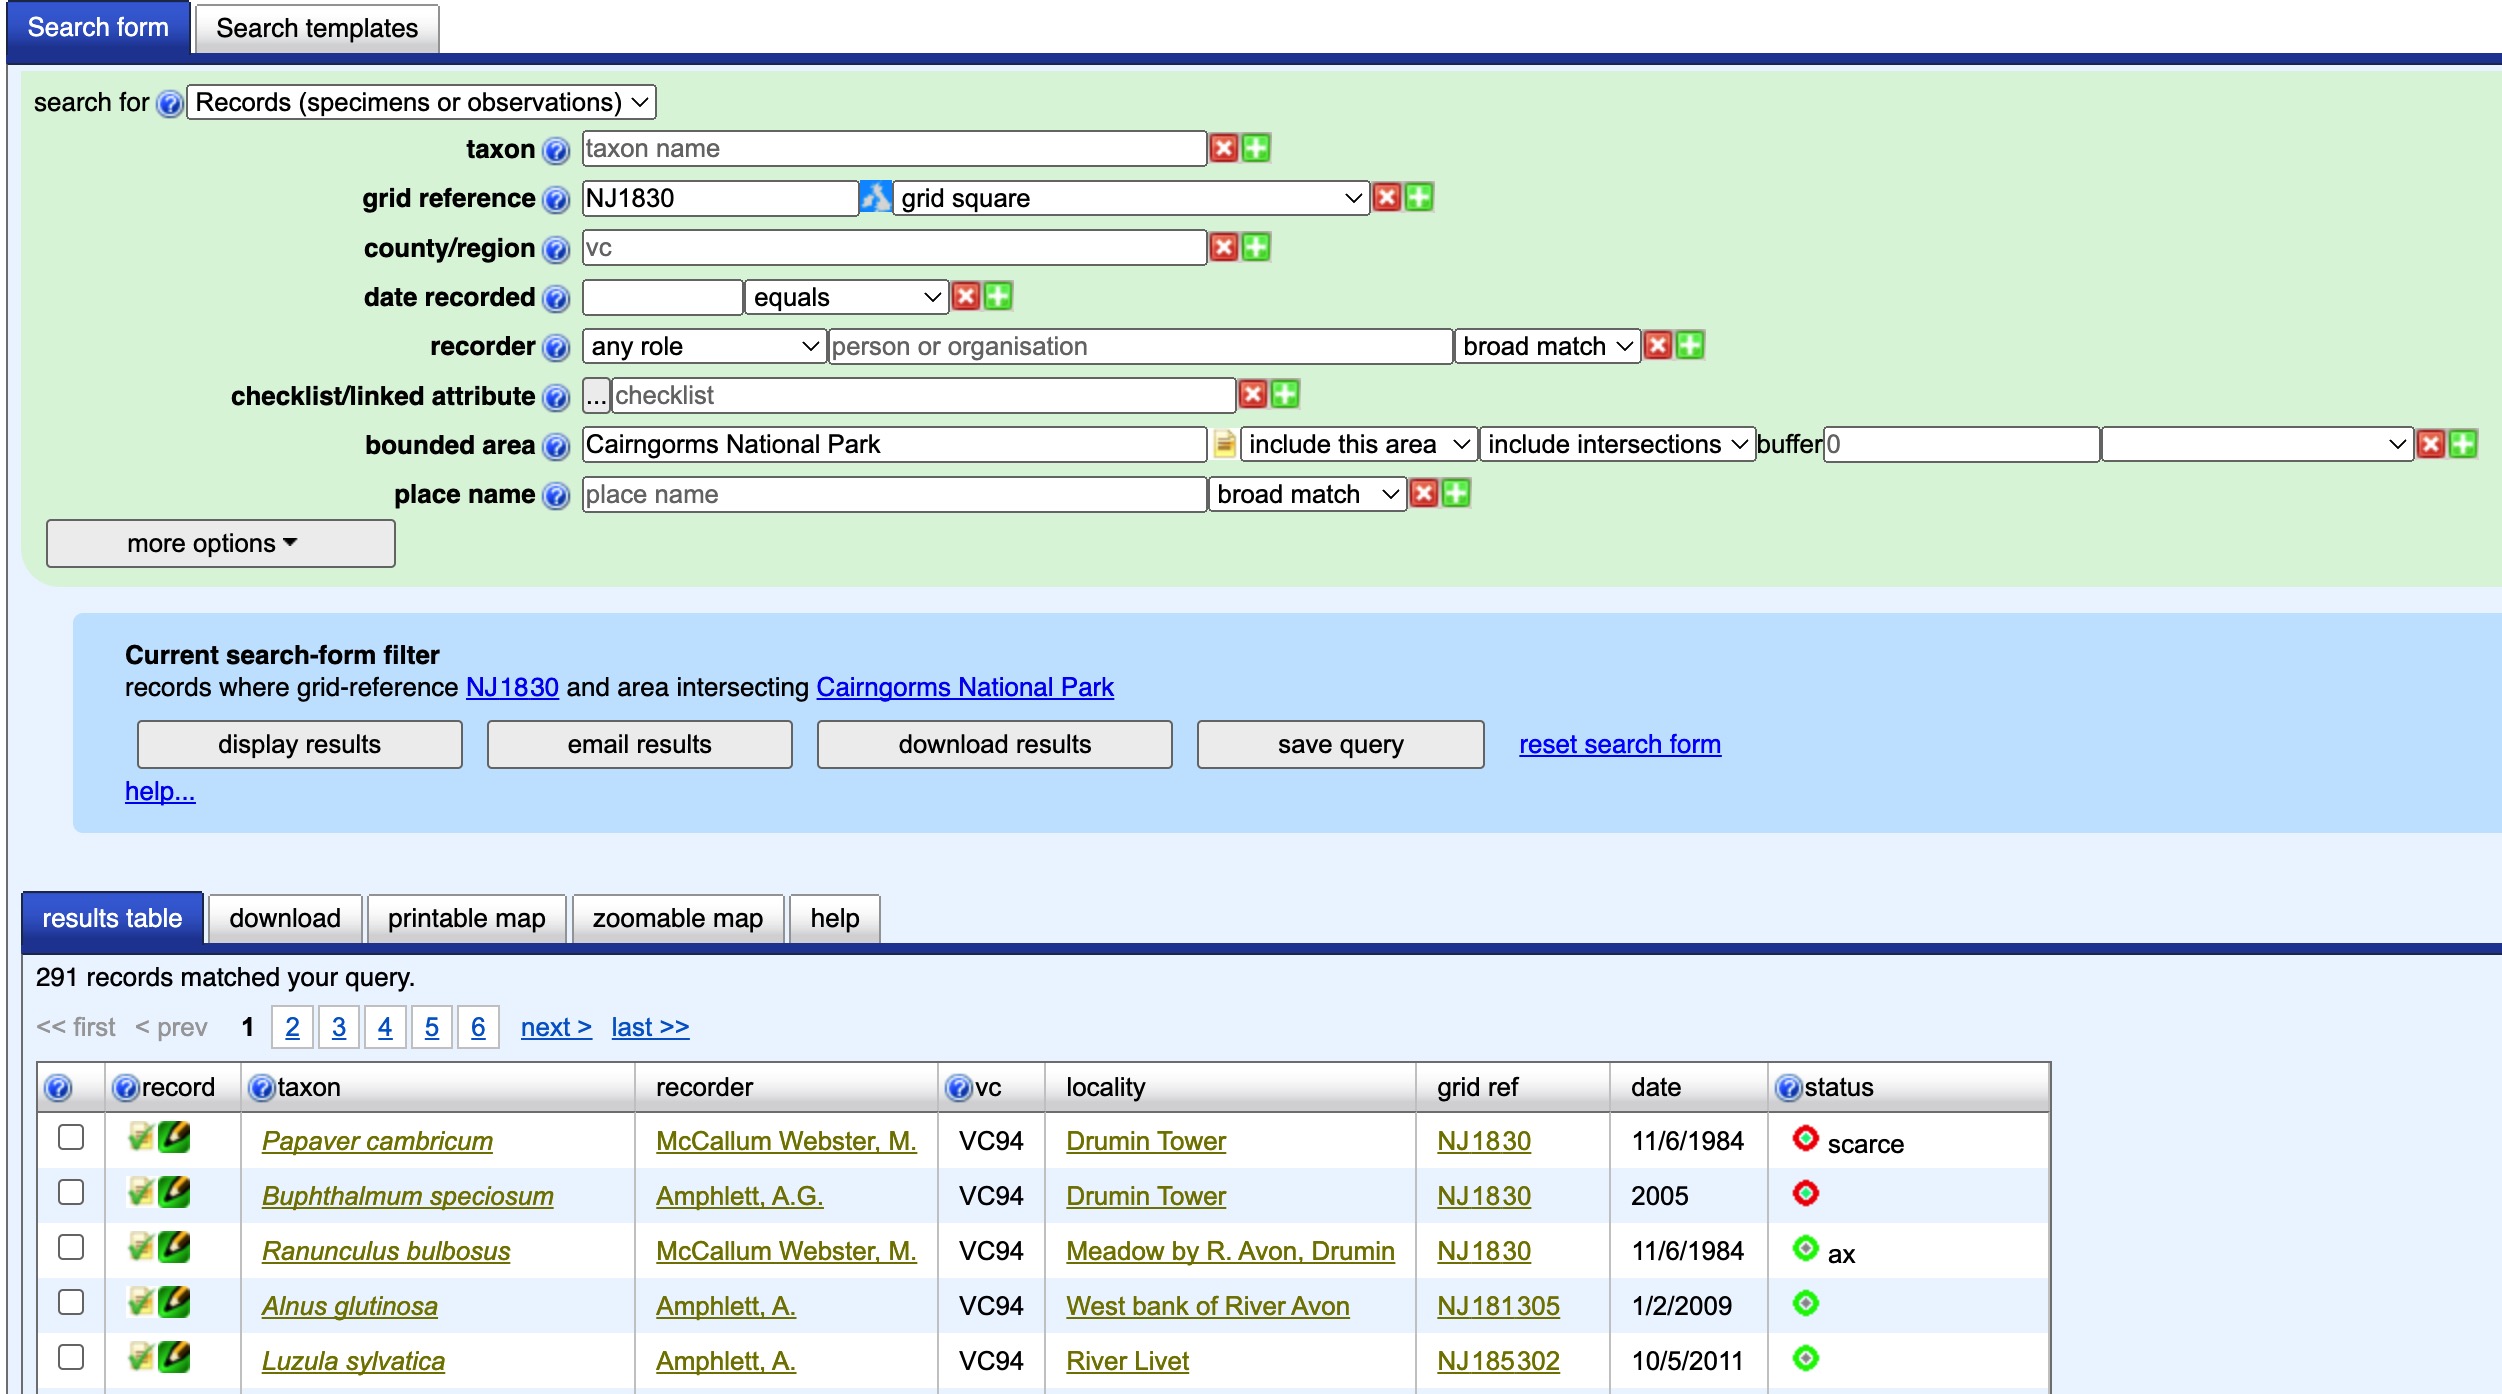 Search form Search templates
search for Records (specimens or observations)
taxon taxon name
grid reference NJ1830 grid square
county/region vc
date recorded equals
recorder any role person or organisation broad match
checklist/linked attribute ... checklist
bounded area Cairngorms National Park include this area include intersections buffer 0
place name place name broad match
more options
Current search-form filter
records where grid-reference NJ1830 and area intersecting Cairngorms National Park
display results email results download results save query reset search form
help...
results table download printable map zoomable map help
291 records matched your query.
<< first < prev 1 2 3 4 5 6 next > last >>
record taxon recorder vc locality grid ref date status
Papaver cambricum McCallum Webster, M. VC94 Drumin Tower NJ1830 11/6/1984 scarce
Buphthalmum speciosum Amphlett, A.G. VC94 Drumin Tower NJ1830 2005
Ranunculus bulbosus McCallum Webster, M. VC94 Meadow by R. Avon, Drumin NJ1830 11/6/1984 ax
Alnus glutinosa Amphlett, A. VC94 West bank of River Avon NJ181305 1/2/2009
Luzula sylvatica Amphlett, A. VC94 River Livet NJ185302 10/5/2011